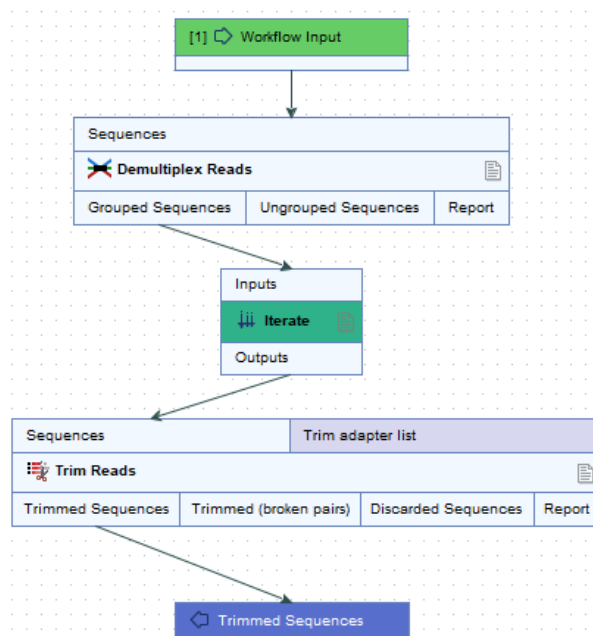 [1] Workflow Input
Sequences
Demultiplex Reads
Grouped Sequences Ungrouped Sequences Report
Inputs
Iterate
Outputs
Sequences Trim adapter list
Trim Reads
Trimmed Sequences Trimmed (broken pairs) Discarded Sequences Report
Trimmed Sequences